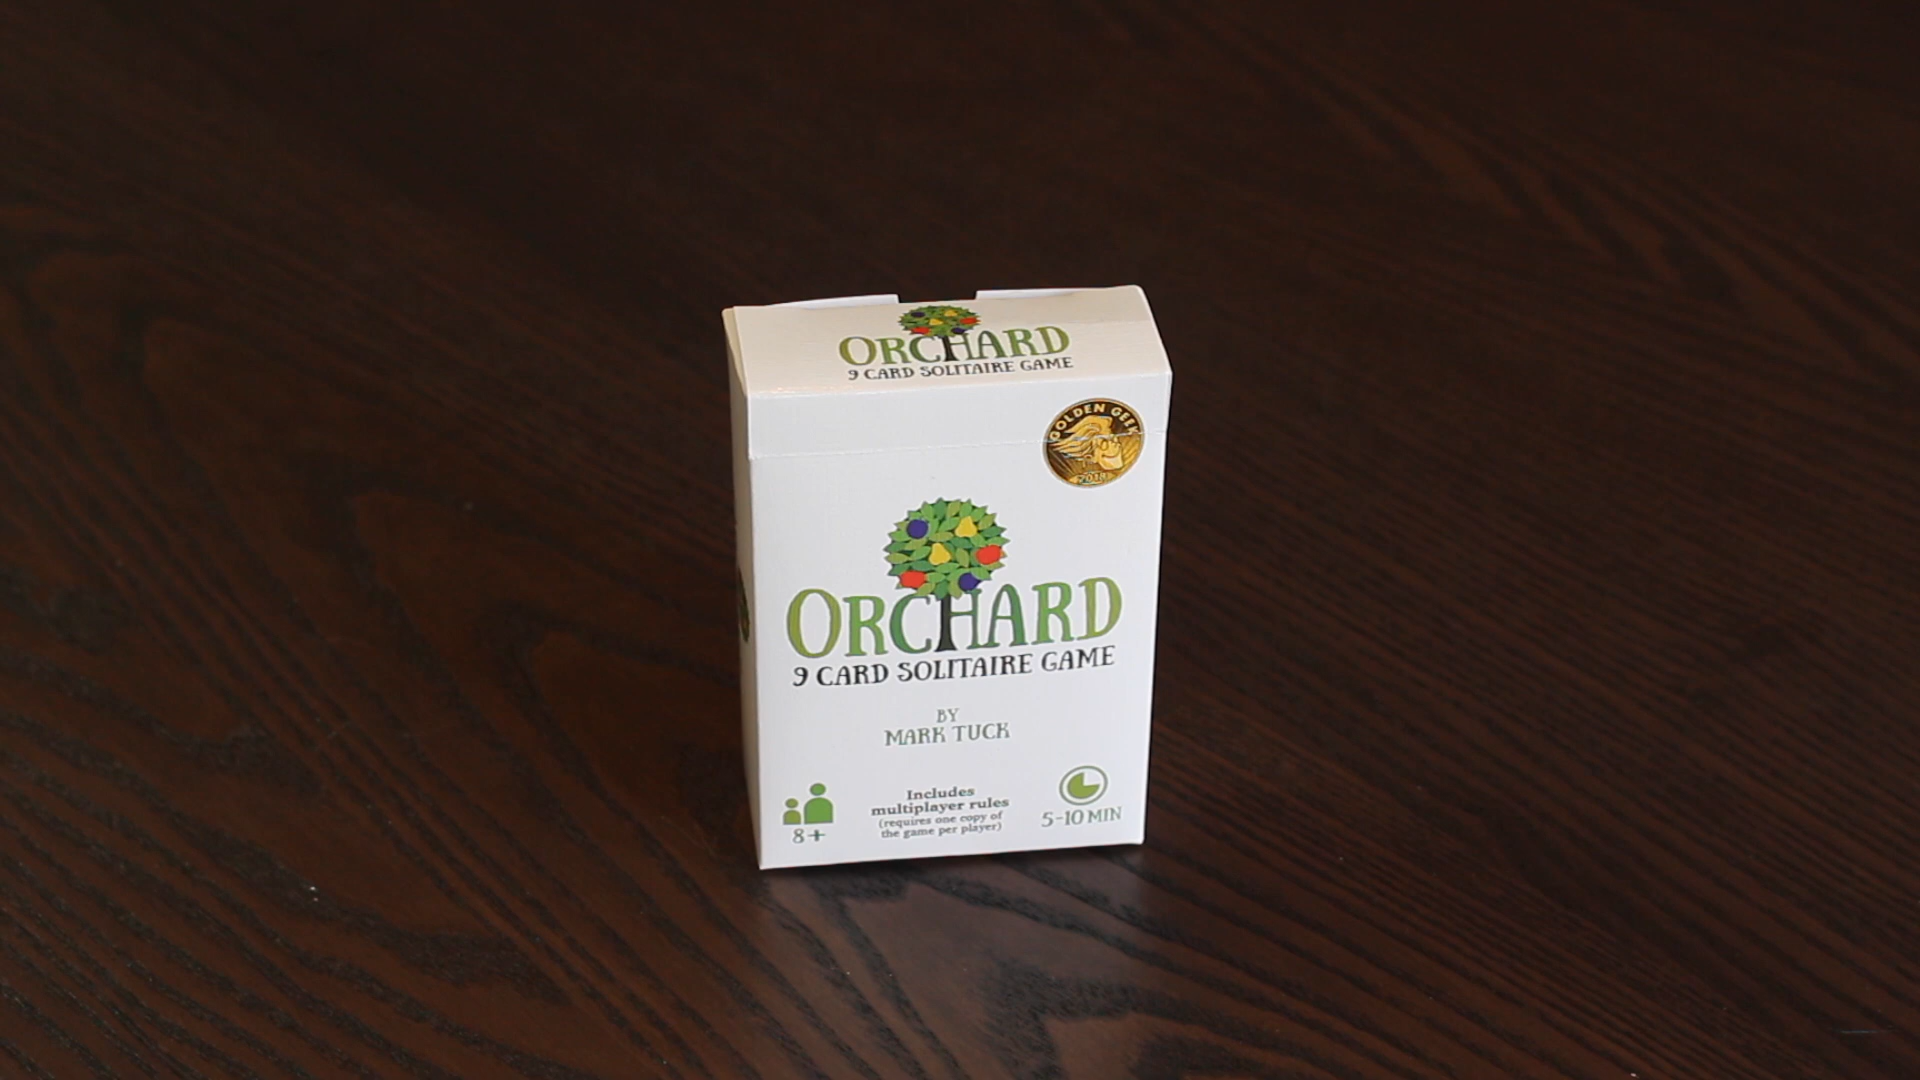 ORCHARD
9 CARD SOLITAIRE GAME
GOLDEN GEEK
2018
ORCHARD
9 CARD SOLITAIRE GAME
BY
MARK TUCK
8+
Includes
multiplayer rules
(requires one copy of
the game per player)
5-10 MIN